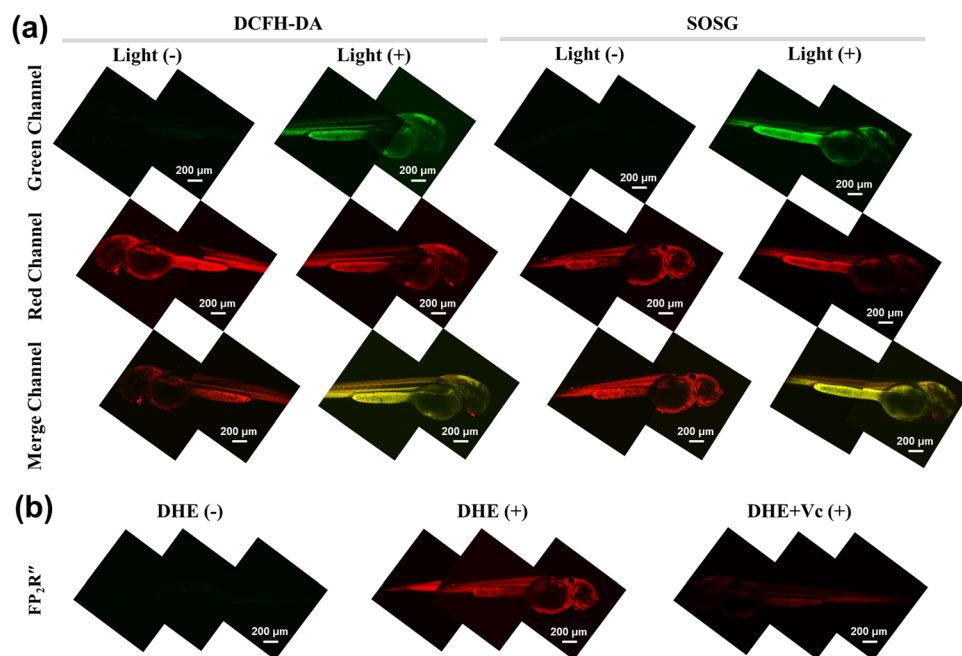 (a)
DCFH-DA SOSG
Light (-) Light (+) Light (-) Light (+)
Green Channel
200 µm 200 µm 200 µm 200 µm
Red Channel
200 µm 200 µm 200 µm 200 µm
Merge Channel
200 µm 200 µm 200 µm 200 µm
(b)
DHE (-) DHE (+) DHE+Vc (+)
FP₂R″
200 µm 200 µm 200 µm